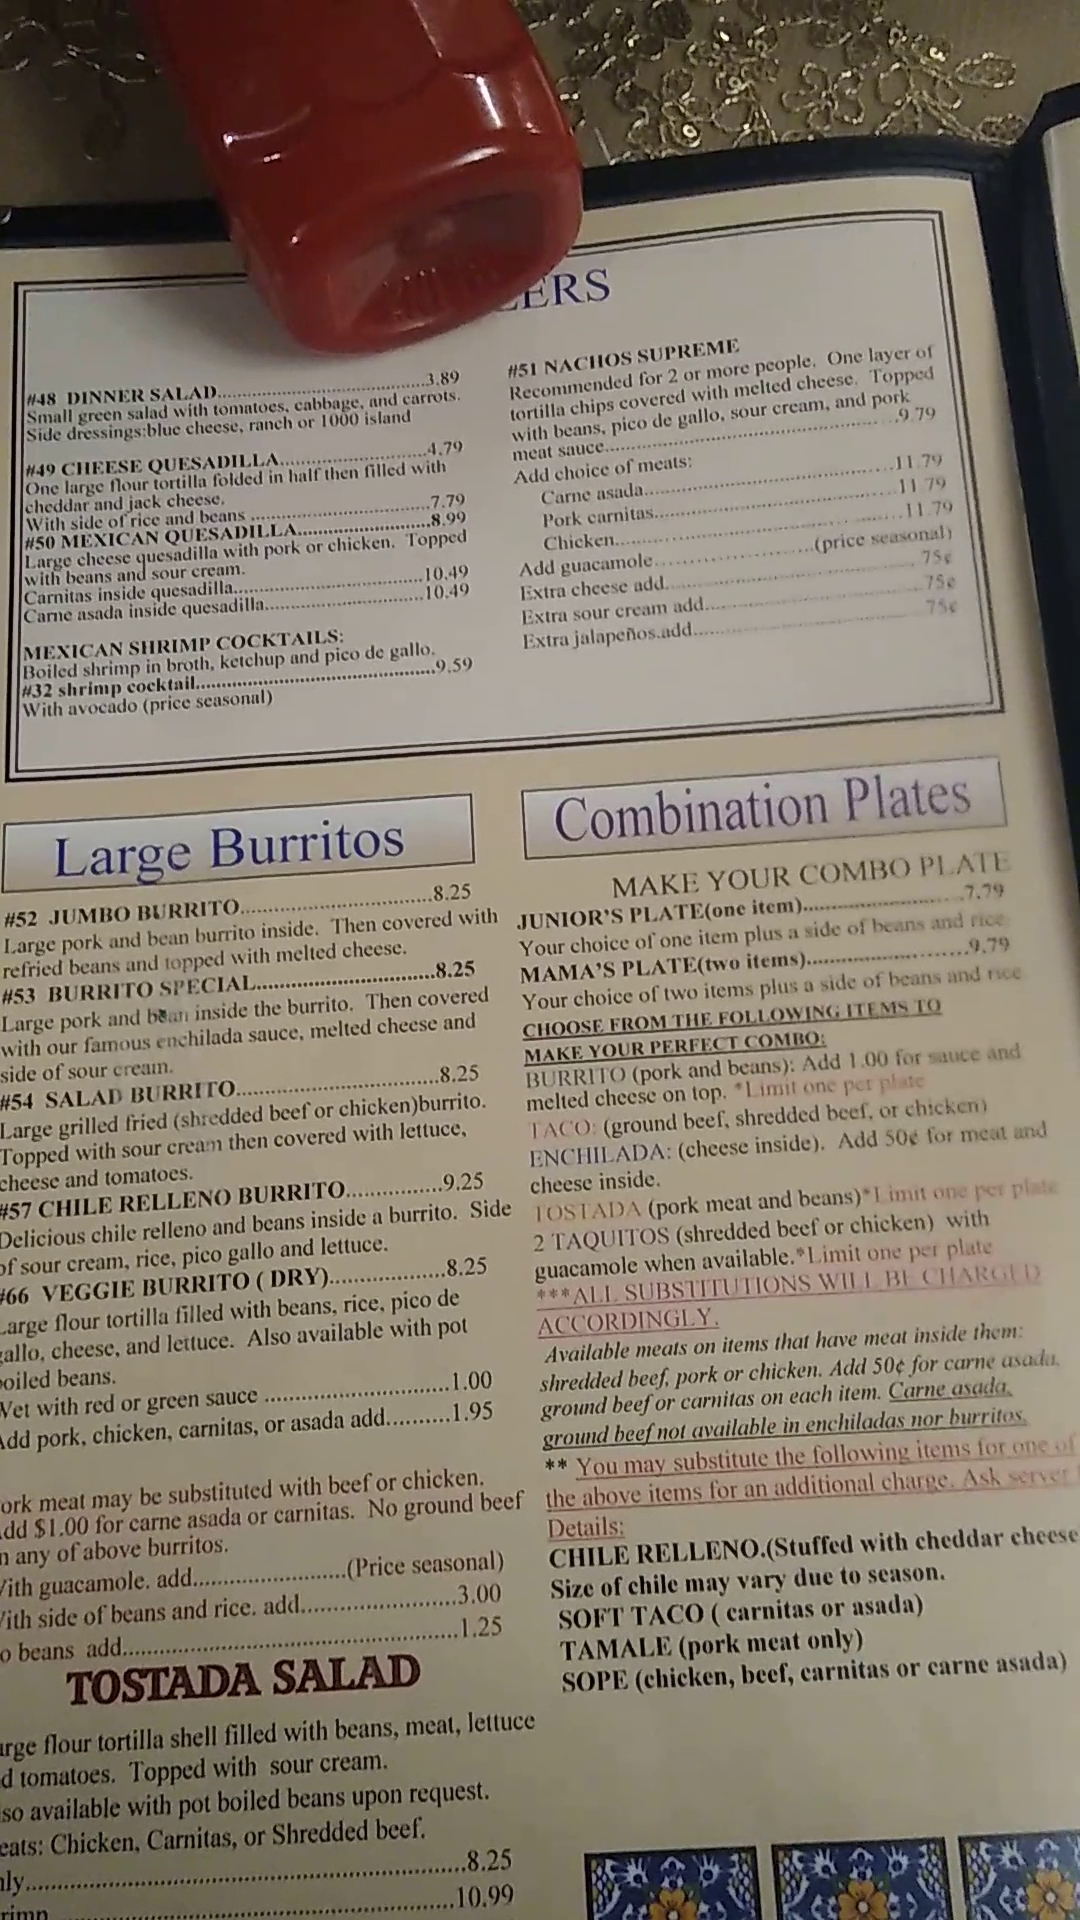 ERS
#48 DINNER SALAD..............................3.89
Small green salad with tomatoes, cabbage, and carrots.
Side dressings:blue cheese, ranch or 1000 island
#49 CHEESE QUESADILLA......................4.79
One large flour tortilla folded in half then filled with
cheddar and jack cheese.
With side of rice and beans ...........................7.79
#50 MEXICAN QUESADILLA....................8.99
Large cheese quesadilla with pork or chicken. Topped
with beans and sour cream.
Carnitas inside quesadilla.............................10.49
Carne asada inside quesadilla........................10.49
MEXICAN SHRIMP COCKTAILS:
Boiled shrimp in broth, ketchup and pico de gallo.
#32 shrimp cocktail....................................9.59
With avocado (price seasonal)
#51 NACHOS SUPREME
Recommended for 2 or more people. One layer of
tortilla chips covered with melted cheese. Topped
with beans, pico de gallo, sour cream, and pork
meat sauce.............................................9.79
Add choice of meats:
Carne asada.....................................11.79
Pork carnitas...................................11.79
Chicken.........................................11.79
Add guacamole.........................(price seasonal)
Extra cheese add.....................................75¢
Extra sour cream add.................................75¢
Extra jalapeños.add..................................75¢
Large Burritos
#52 JUMBO BURRITO.............................8.25
Large pork and bean burrito inside. Then covered with
refried beans and topped with melted cheese.
#53 BURRITO SPECIAL...........................8.25
Large pork and bean inside the burrito. Then covered
with our famous enchilada sauce, melted cheese and
side of sour cream.
#54 SALAD BURRITO.............................8.25
Large grilled fried (shredded beef or chicken)burrito.
Topped with sour cream then covered with lettuce,
cheese and tomatoes.
#57 CHILE RELLENO BURRITO...............9.25
Delicious chile relleno and beans inside a burrito. Side
of sour cream, rice, pico gallo and lettuce.
#66 VEGGIE BURRITO ( DRY)..................8.25
Large flour tortilla filled with beans, rice, pico de
gallo, cheese, and lettuce. Also available with pot
boiled beans.
Wet with red or green sauce ............................1.00
Add pork, chicken, carnitas, or asada add..........1.95
ork meat may be substituted with beef or chicken.
Add $1.00 for carne asada or carnitas. No ground beef
n any of above burritos.
With guacamole. add.......................(Price seasonal)
With side of beans and rice. add.......................3.00
o beans add..................................................1.25
TOSTADA SALAD
arge flour tortilla shell filled with beans, meat, lettuce
d tomatoes. Topped with sour cream.
so available with pot boiled beans upon request.
eats: Chicken, Carnitas, or Shredded beef.
nly.................................................................8.25
rimp...............................................................10.99
Combination Plates
MAKE YOUR COMBO PLATE
JUNIOR'S PLATE(one item).........................7.79
Your choice of one item plus a side of beans and rice.
MAMA'S PLATE(two items).........................9.79
Your choice of two items plus a side of beans and rice
CHOOSE FROM THE FOLLOWING ITEMS TO
MAKE YOUR PERFECT COMBO:
BURRITO (pork and beans): Add 1.00 for sauce and
melted cheese on top. *Limit one per plate
TACO: (ground beef, shredded beef, or chicken)
ENCHILADA: (cheese inside). Add 50¢ for meat and
cheese inside.
TOSTADA (pork meat and beans)*Limit one per plate
2 TAQUITOS (shredded beef or chicken) with
guacamole when available.*Limit one per plate
***ALL SUBSTITUTIONS WILL BE CHARGED
ACCORDINGLY.
Available meats on items that have meat inside them:
shredded beef, pork or chicken. Add 50¢ for carne asada,
ground beef or carnitas on each item. Carne asada,
ground beef not available in enchiladas nor burritos.
** You may substitute the following items for one of
the above items for an additional charge. Ask server
Details:
CHILE RELLENO.(Stuffed with cheddar cheese
Size of chile may vary due to season.
SOFT TACO ( carnitas or asada)
TAMALE (pork meat only)
SOPE (chicken, beef, carnitas or carne asada)